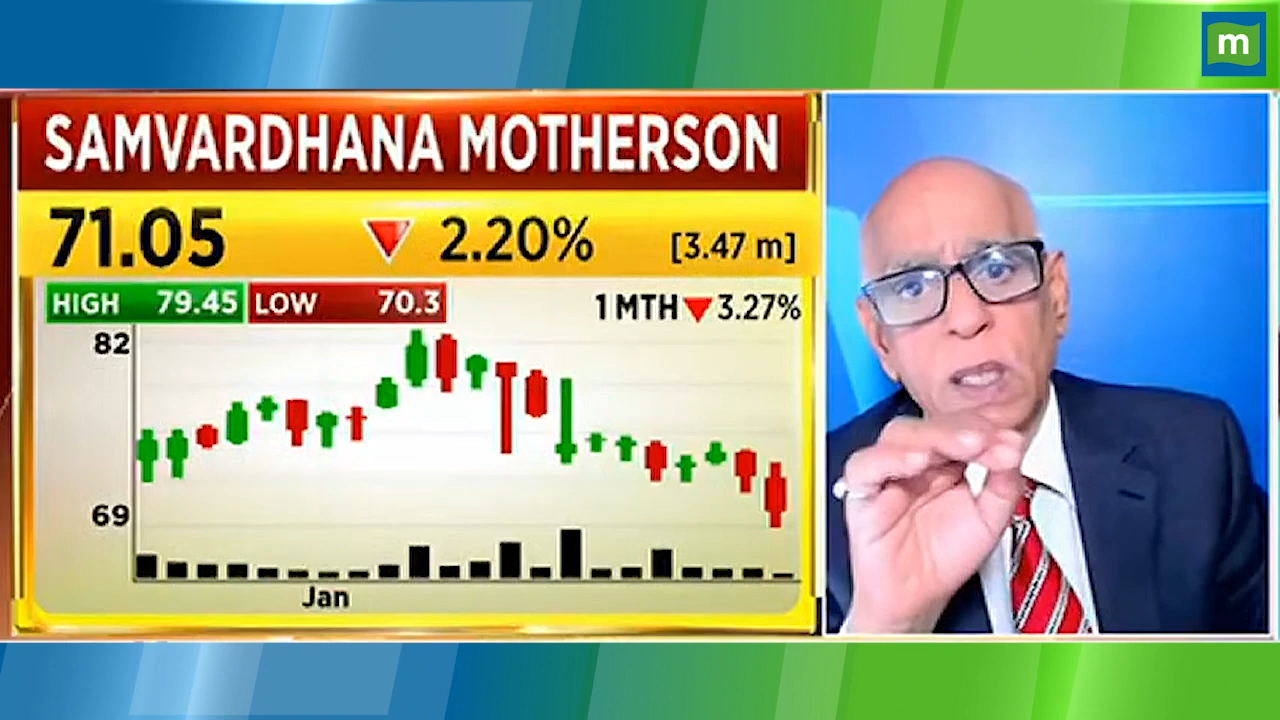 m
SAMVARDHANA MOTHERSON
71.05 ▼ 2.20% [3.47 m]
HIGH 79.45 LOW 70.3 1 MTH ▼ 3.27%
82
69
Jan